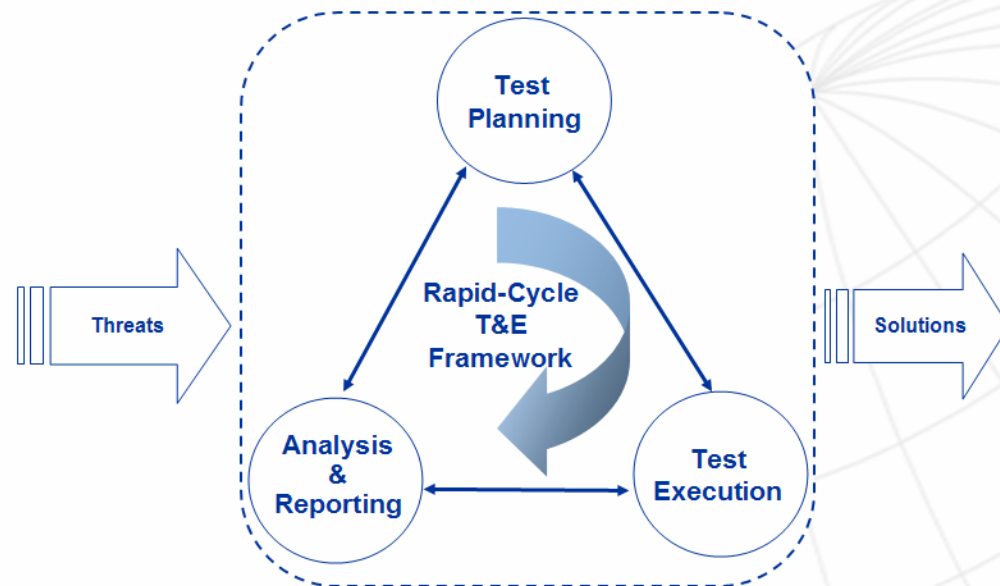 Test
Planning
Threats
Rapid-Cycle
T&E
Framework
Solutions
Analysis
&
Reporting
Test
Execution